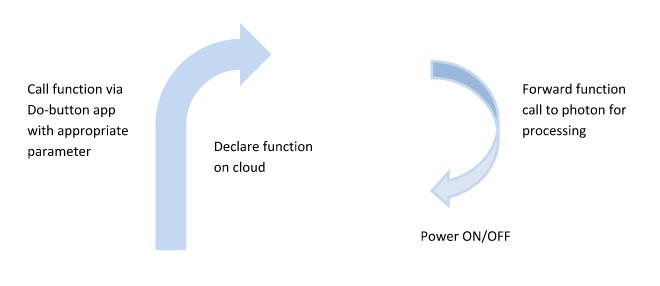 Call function via
Do-button app
with appropriate
parameter
Declare function
on cloud
Forward function
call to photon for
processing
Power ON/OFF